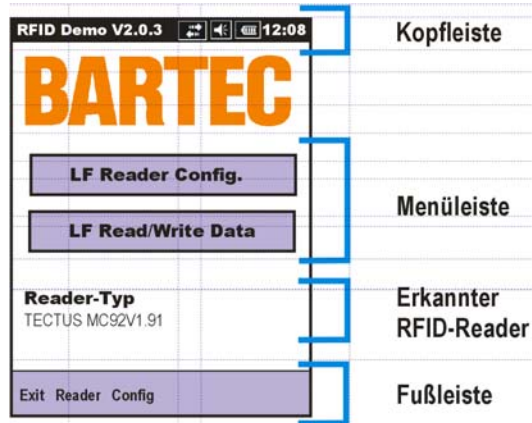 RFID Demo V2.0.3 12:08
Kopfleiste
BARTEC
LF Reader Config.
LF Read/Write Data
Menüleiste
Reader-Typ
TECTUS MC92V1.91
Erkannter
RFID-Reader
Exit Reader Config
Fußleiste